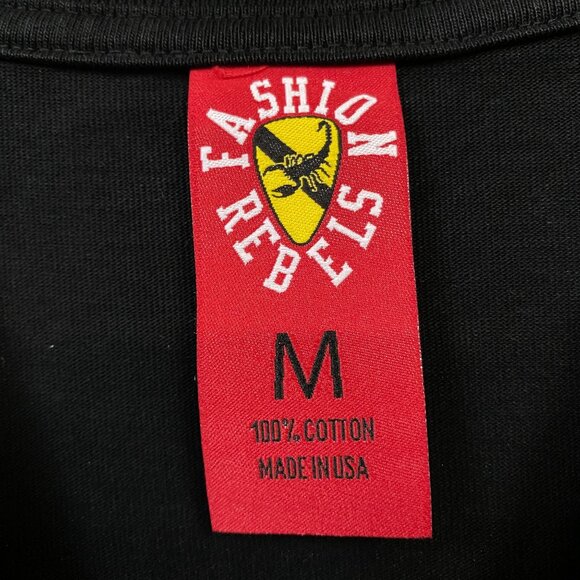 FASHION
REBELS
M
100% COTTON
MADE IN USA